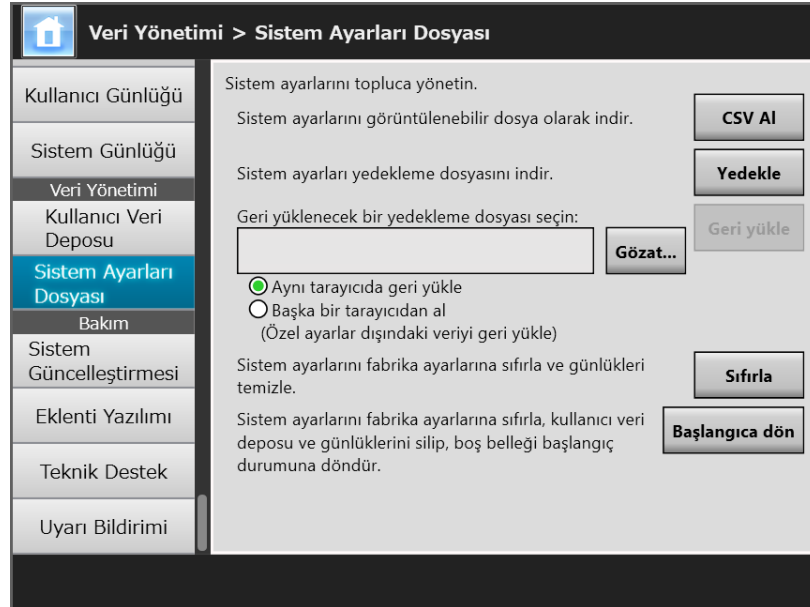 Veri Yönetimi > Sistem Ayarları Dosyası
Kullanıcı Günlüğü
Sistem Günlüğü
Veri Yönetimi
Kullanıcı Veri
Deposu
Sistem Ayarları
Dosyası
Bakım
Sistem
Güncelleştirmesi
Eklenti Yazılımı
Teknik Destek
Uyarı Bildirimi
Sistem ayarlarını topluca yönetin.
Sistem ayarlarını görüntülenebilir dosya olarak indir.
CSV Al
Sistem ayarları yedekleme dosyasını indir.
Yedekle
Geri yüklenecek bir yedekleme dosyası seçin:
Geri yükle
Gözat...
Aynı tarayıcıda geri yükle
Başka bir tarayıcıdan al
(Özel ayarlar dışındaki veriyi geri yükle)
Sistem ayarlarını fabrika ayarlarına sıfırla ve günlükleri
temizle.
Sıfırla
Sistem ayarlarını fabrika ayarlarına sıfırla, kullanıcı veri
deposu ve günlüklerini silip, boş belleği başlangıç
durumuna döndür.
Başlangıca dön